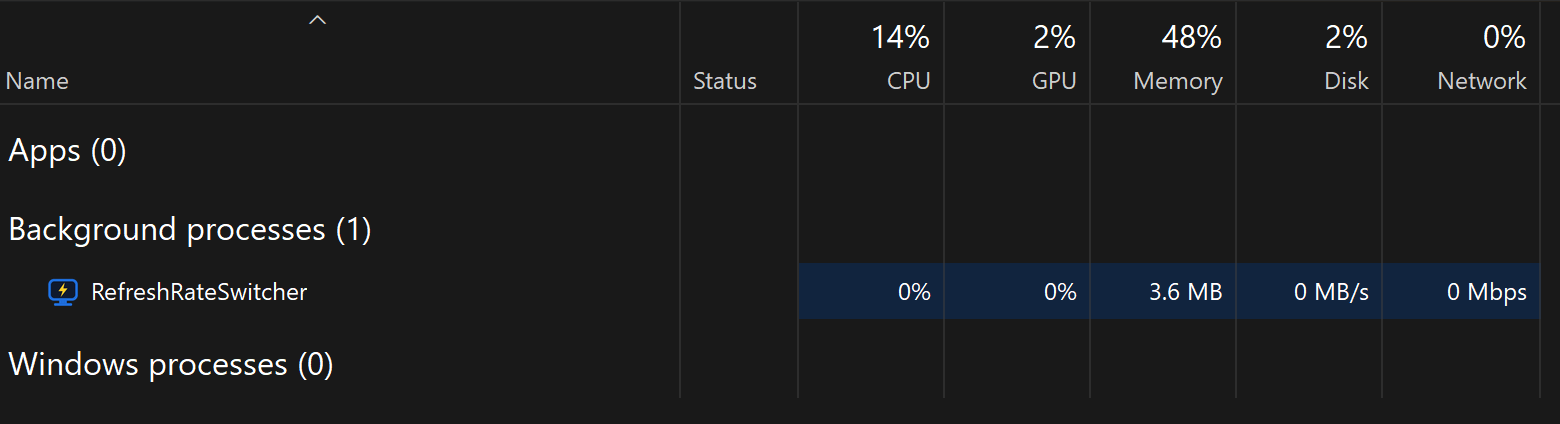 14% 2% 48% 2% 0%
Name Status CPU GPU Memory Disk Network
Apps (0)
Background processes (1)
RefreshRateSwitcher 0% 0% 3.6 MB 0 MB/s 0 Mbps
Windows processes (0)